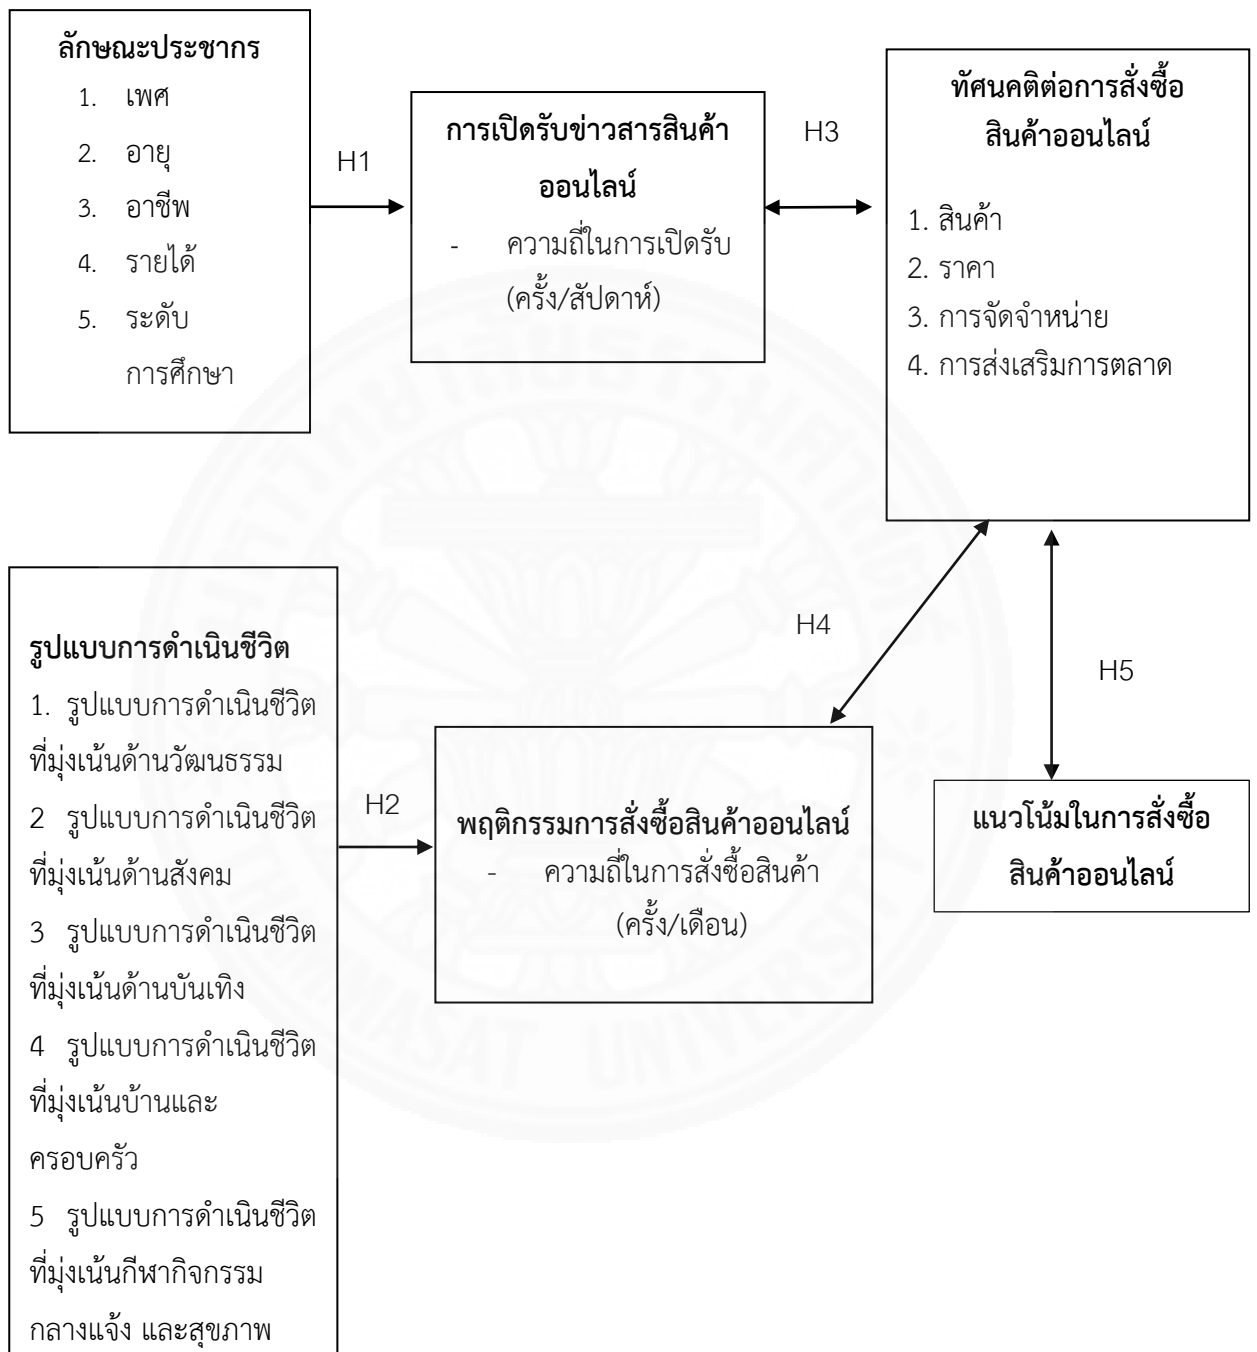 ลักษณะประชากร
1. เพศ
2. อายุ
3. อาชีพ
4. รายได้
5. ระดับ
การศึกษา
H1
การเปิดรับข่าวสารสินค้า
ออนไลน์
- ความถี่ในการเปิดรับ
(ครั้ง/สัปดาห์)
H3
ทัศนคติต่อการสั่งซื้อ
สินค้าออนไลน์
1. สินค้า
2. ราคา
3. การจัดจำหน่าย
4. การส่งเสริมการตลาด
รูปแบบการดำเนินชีวิต
1. รูปแบบการดำเนินชีวิต
ที่มุ่งเน้นด้านวัฒนธรรม
2 รูปแบบการดำเนินชีวิต
ที่มุ่งเน้นด้านสังคม
3 รูปแบบการดำเนินชีวิต
ที่มุ่งเน้นด้านบันเทิง
4 รูปแบบการดำเนินชีวิต
ที่มุ่งเน้นบ้านและ
ครอบครัว
5 รูปแบบการดำเนินชีวิต
ที่มุ่งเน้นกีฬากิจกรรม
กลางแจ้ง และสุขภาพ
H2
พฤติกรรมการสั่งซื้อสินค้าออนไลน์
- ความถี่ในการสั่งซื้อสินค้า
(ครั้ง/เดือน)
H4
H5
แนวโน้มในการสั่งซื้อ
สินค้าออนไลน์
มหาวิทยาลัยธรรมศาสตร์
THAMMASAT UNIVERSITY